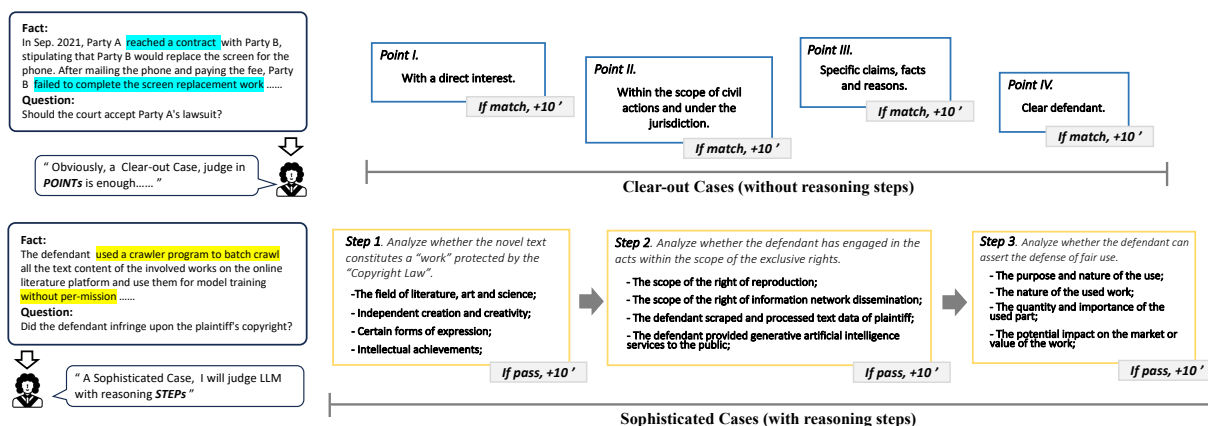 Fact:
In Sep. 2021, Party A reached a contract with Party B,
stipulating that Party B would replace the screen for the
phone. After mailing the phone and paying the fee, Party
B failed to complete the screen replacement work ......
Question:
Should the court accept Party A's lawsuit?
" Obviously, a Clear-out Case, judge in
POINTs is enough...... "
Point I.
With a direct interest.
If match, +10 '
Point II.
Within the scope of civil
actions and under the
jurisdiction.
If match, +10 '
Point III.
Specific claims, facts
and reasons.
If match, +10 '
Point IV.
Clear defendant.
If match, +10 '
Clear-out Cases (without reasoning steps)
Fact:
The defendant used a crawler program to batch crawl
all the text content of the involved works on the online
literature platform and use them for model training
without per-mission ......
Question:
Did the defendant infringe upon the plaintiff's copyright?
" A Sophisticated Case, I will judge LLM
with reasoning STEPs "
Step 1. Analyze whether the novel text
constitutes a "work" protected by the
"Copyright Law".
-The field of literature, art and science;
- Independent creation and creativity;
- Certain forms of expression;
- Intellectual achievements;
If pass, +10 '
Step 2. Analyze whether the defendant has engaged in the
acts within the scope of the exclusive rights.
- The scope of the right of reproduction;
- The scope of the right of information network dissemination;
- The defendant scraped and processed text data of plaintiff;
- The defendant provided generative artificial intelligence
services to the public;
If pass, +10 '
Step 3. Analyze whether the defendant can
assert the defense of fair use.
- The purpose and nature of the use;
- The nature of the used work;
- The quantity and importance of the
used part;
- The potential impact on the market or
value of the work;
If pass, +10 '
Sophisticated Cases (with reasoning steps)